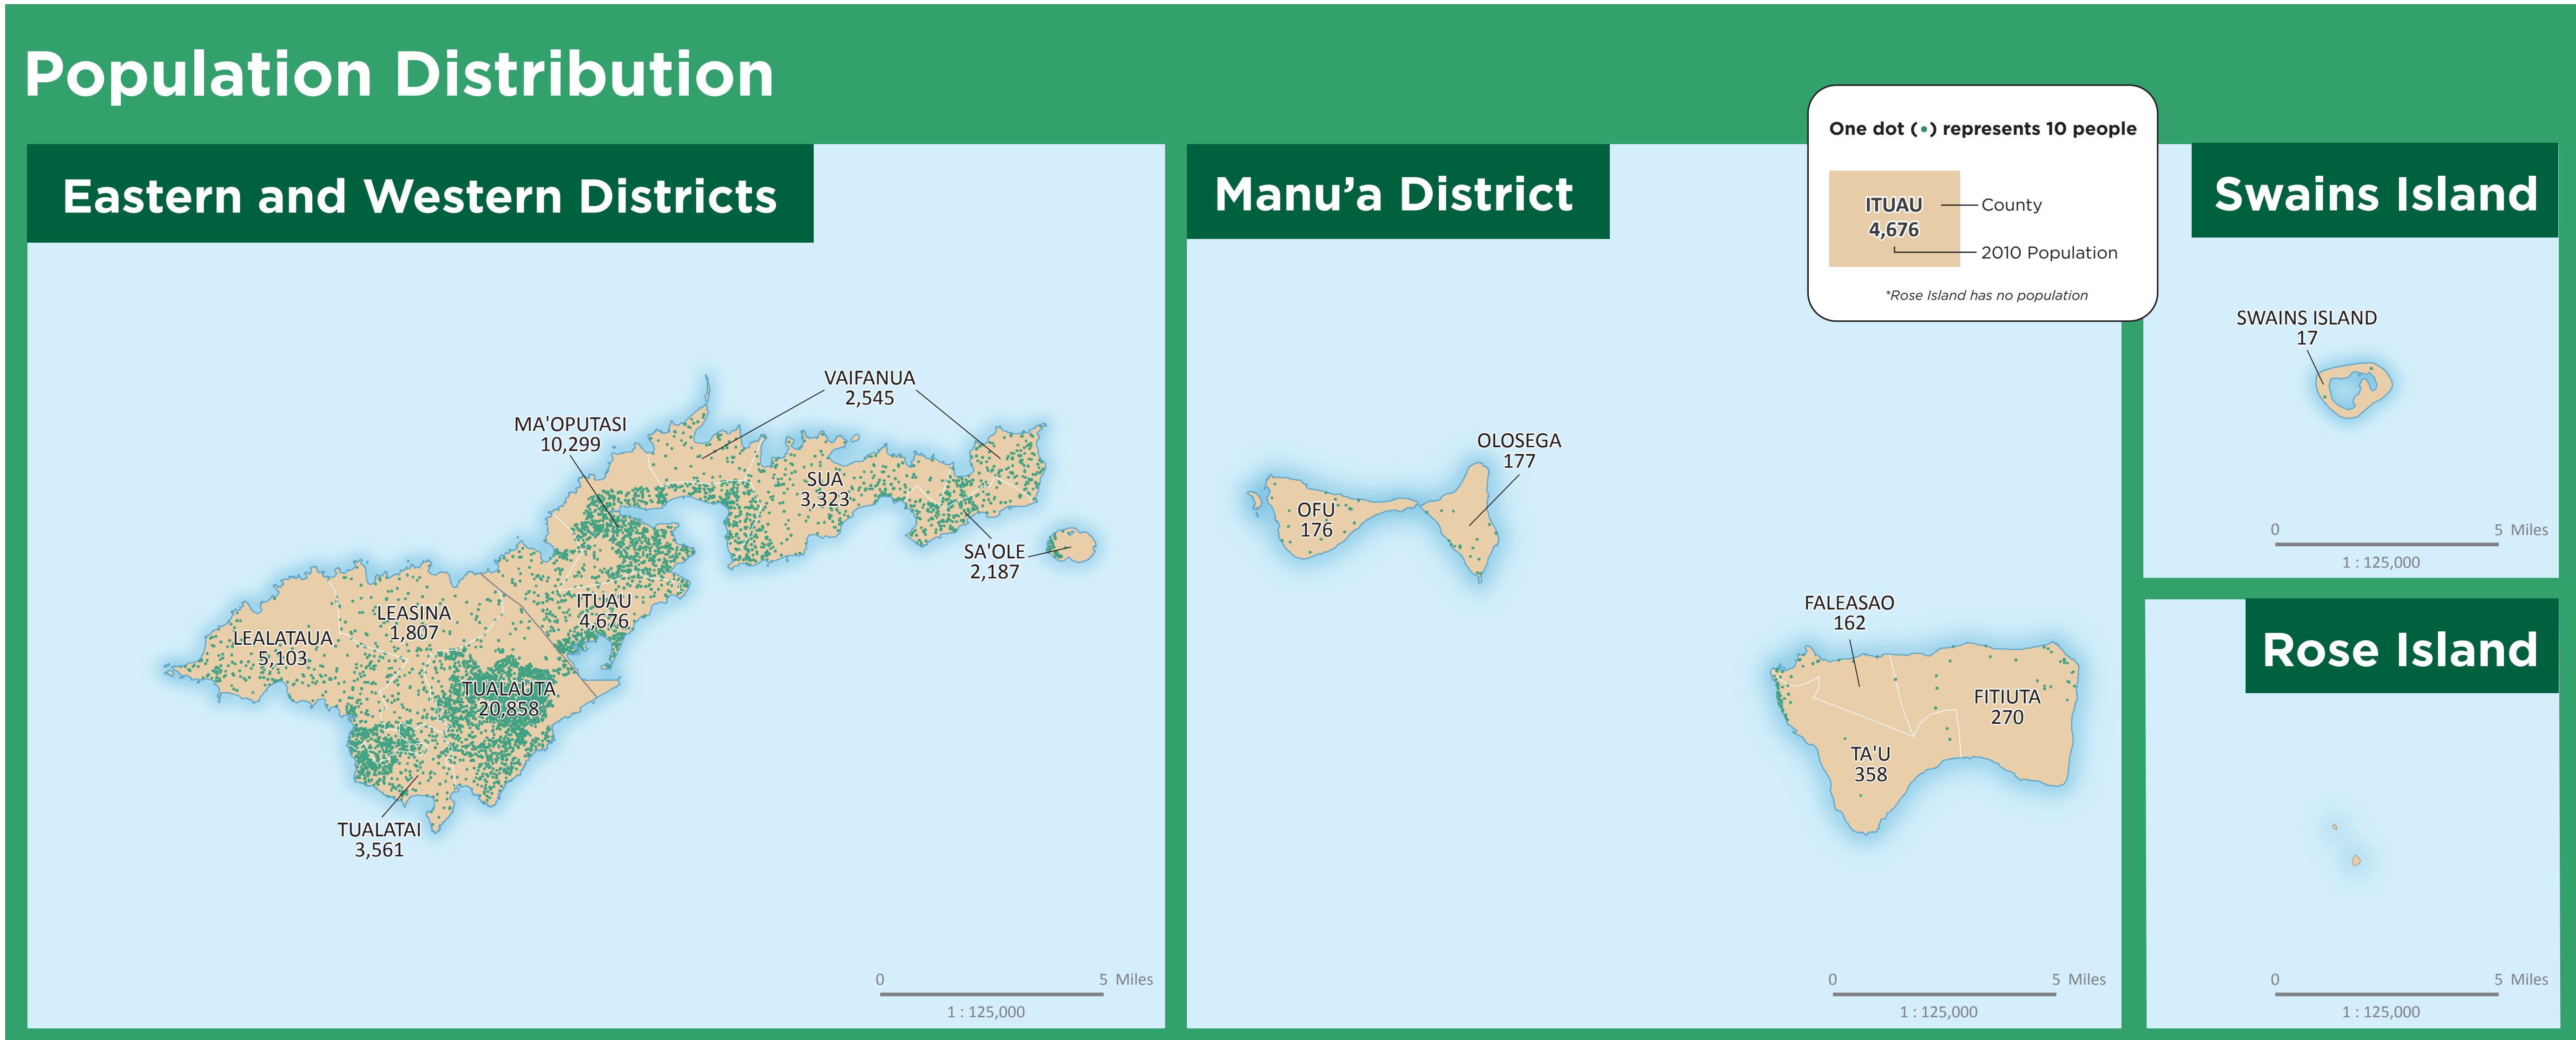 Population Distribution
One dot (•) represents 10 people
ITUAU
4,676
County
2010 Population
*Rose Island has no population
Eastern and Western Districts
VAIFANUA
2,545
MA'OPUTASI
10,299
SUA
3,323
SA'OLE
2,187
ITUAU
4,676
LEASINA
1,807
LEALATAUA
5,103
TUALAUTA
20,858
TUALATAI
3,561
0 5 Miles
1 : 125,000
Manu’a District
OLOSEGA
177
OFU
176
FALEASAO
162
FITIUTA
270
TA'U
358
0 5 Miles
1 : 125,000
Swains Island
SWAINS ISLAND
17
0 5 Miles
1 : 125,000
Rose Island
0 5 Miles
1 : 125,000